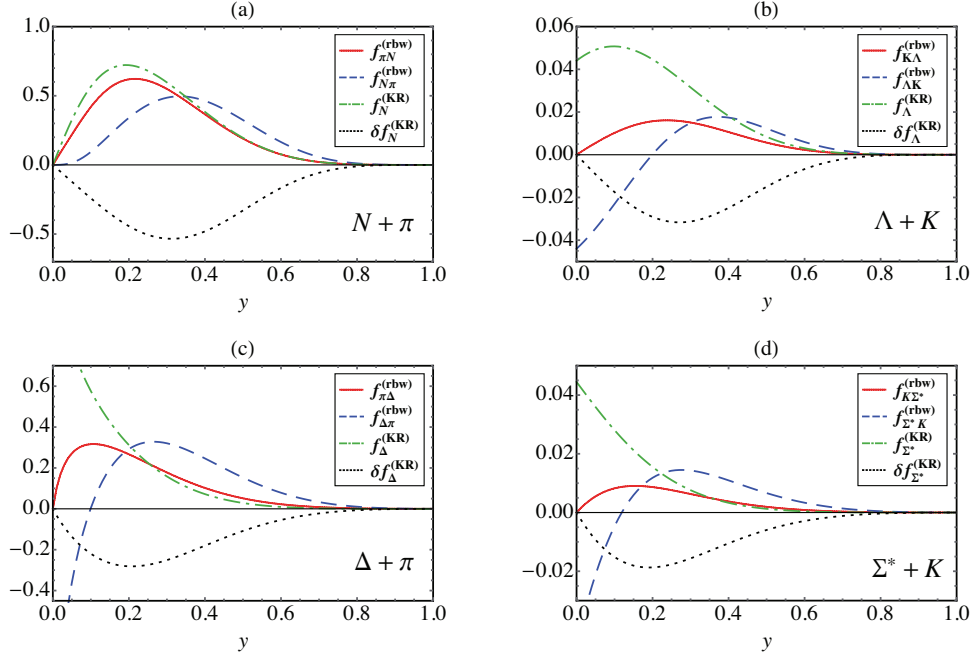 (a)
1.0
0.5
0.0
−0.5
0.0 0.2 0.4 0.6 0.8 1.0
y
f_{πN}^{(rbw)}
f_{Nπ}^{(rbw)}
f_N^{(KR)}
δf_N^{(KR)}
N + π
(b)
0.06
0.04
0.02
0.00
−0.02
−0.04
0.0 0.2 0.4 0.6 0.8 1.0
y
f_{KΛ}^{(rbw)}
f_{ΛK}^{(rbw)}
f_Λ^{(KR)}
δf_Λ^{(KR)}
Λ + K
(c)
0.6
0.4
0.2
0.0
−0.2
−0.4
0.0 0.2 0.4 0.6 0.8 1.0
y
f_{πΔ}^{(rbw)}
f_{Δπ}^{(rbw)}
f_Δ^{(KR)}
δf_Δ^{(KR)}
Δ + π
(d)
0.04
0.02
0.00
−0.02
0.0 0.2 0.4 0.6 0.8 1.0
y
f_{KΣ*}^{(rbw)}
f_{Σ*K}^{(rbw)}
f_{Σ*}^{(KR)}
δf_{Σ*}^{(KR)}
Σ* + K